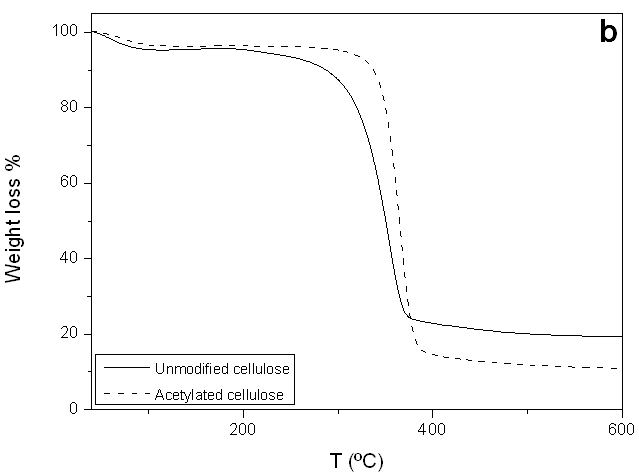 b
100
80
60
40
20
0
Weight loss %
Unmodified cellulose
Acetylated cellulose
200
400
600
T (ºC)